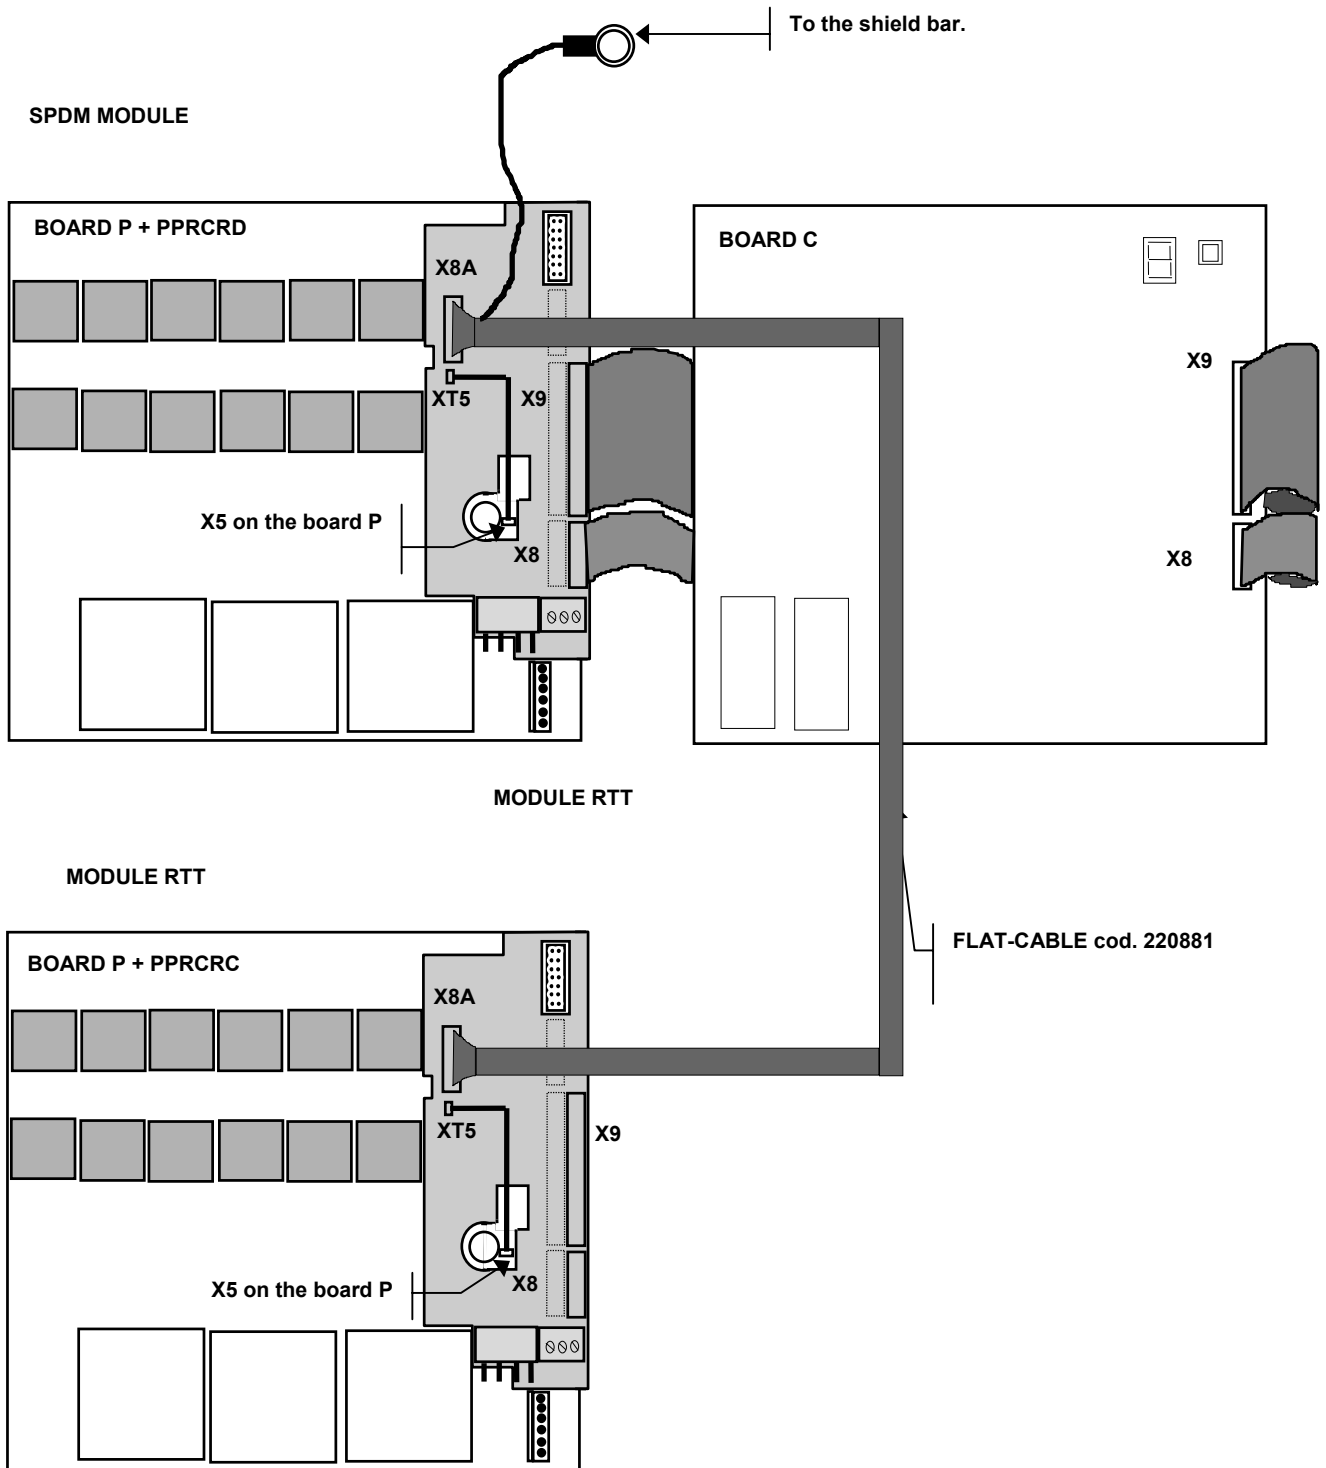 To the shield bar.
SPDM MODULE
BOARD P + PPRCRD
BOARD C
X8A
X9
XT5
X9
X5 on the board P
X8
X8
MODULE RTT
MODULE RTT
FLAT-CABLE cod. 220881
BOARD P + PPRCRC
X8A
XT5
X9
X5 on the board P
X8